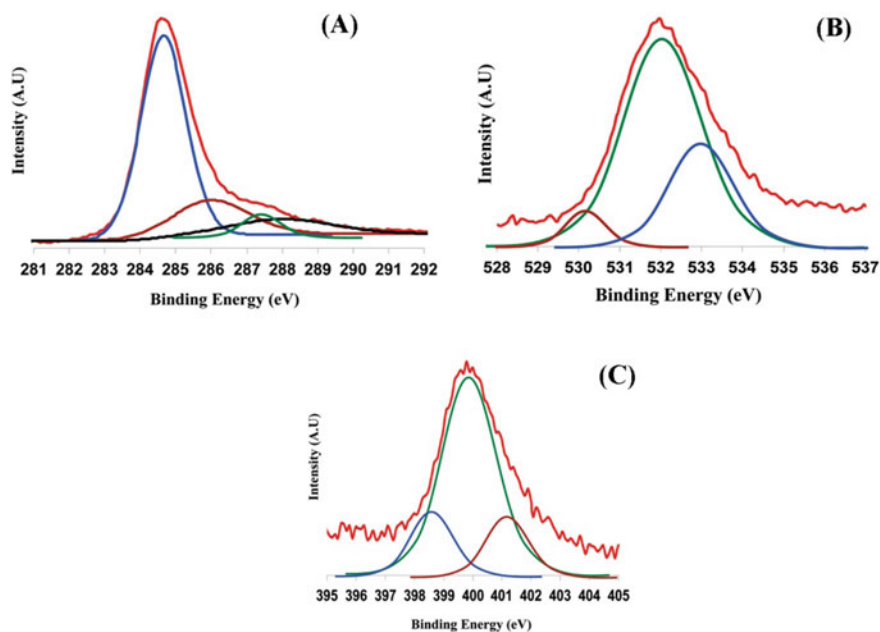 (A)
Intensity (A.U)
281 282 283 284 285 286 287 288 289 290 291 292
Binding Energy (eV)
(B)
Intensity (A.U)
528 529 530 531 532 533 534 535 536 537
Binding Energy (eV)
(C)
Intensity (A.U)
395 396 397 398 399 400 401 402 403 404 405
Binding Energy (eV)